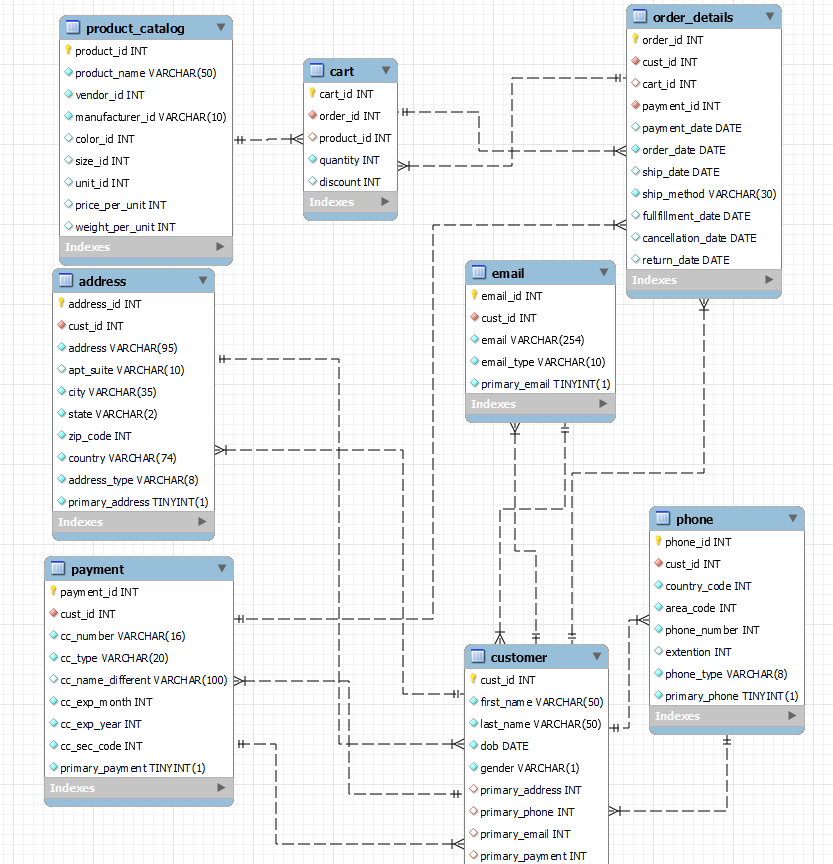 product_catalog
product_id INT
product_name VARCHAR(50)
vendor_id INT
manufacturer_id VARCHAR(10)
color_id INT
size_id INT
unit_id INT
price_per_unit INT
weight_per_unit INT
Indexes
cart
cart_id INT
order_id INT
product_id INT
quantity INT
discount INT
Indexes
order_details
order_id INT
cust_id INT
cart_id INT
payment_id INT
payment_date DATE
order_date DATE
ship_date DATE
ship_method VARCHAR(30)
fullfillment_date DATE
cancellation_date DATE
return_date DATE
Indexes
address
address_id INT
cust_id INT
address VARCHAR(95)
apt_suite VARCHAR(10)
city VARCHAR(35)
state VARCHAR(2)
zip_code INT
country VARCHAR(74)
address_type VARCHAR(8)
primary_address TINYINT(1)
Indexes
email
email_id INT
cust_id INT
email VARCHAR(254)
email_type VARCHAR(10)
primary_email TINYINT(1)
Indexes
payment
payment_id INT
cust_id INT
cc_number VARCHAR(16)
cc_type VARCHAR(20)
cc_name_different VARCHAR(100)
cc_exp_month INT
cc_exp_year INT
cc_sec_code INT
primary_payment TINYINT(1)
Indexes
customer
cust_id INT
first_name VARCHAR(50)
last_name VARCHAR(50)
dob DATE
gender VARCHAR(1)
primary_address INT
primary_phone INT
primary_email INT
primary_payment INT
phone
phone_id INT
cust_id INT
country_code INT
area_code INT
phone_number INT
extention INT
phone_type VARCHAR(8)
primary_phone TINYINT(1)
Indexes